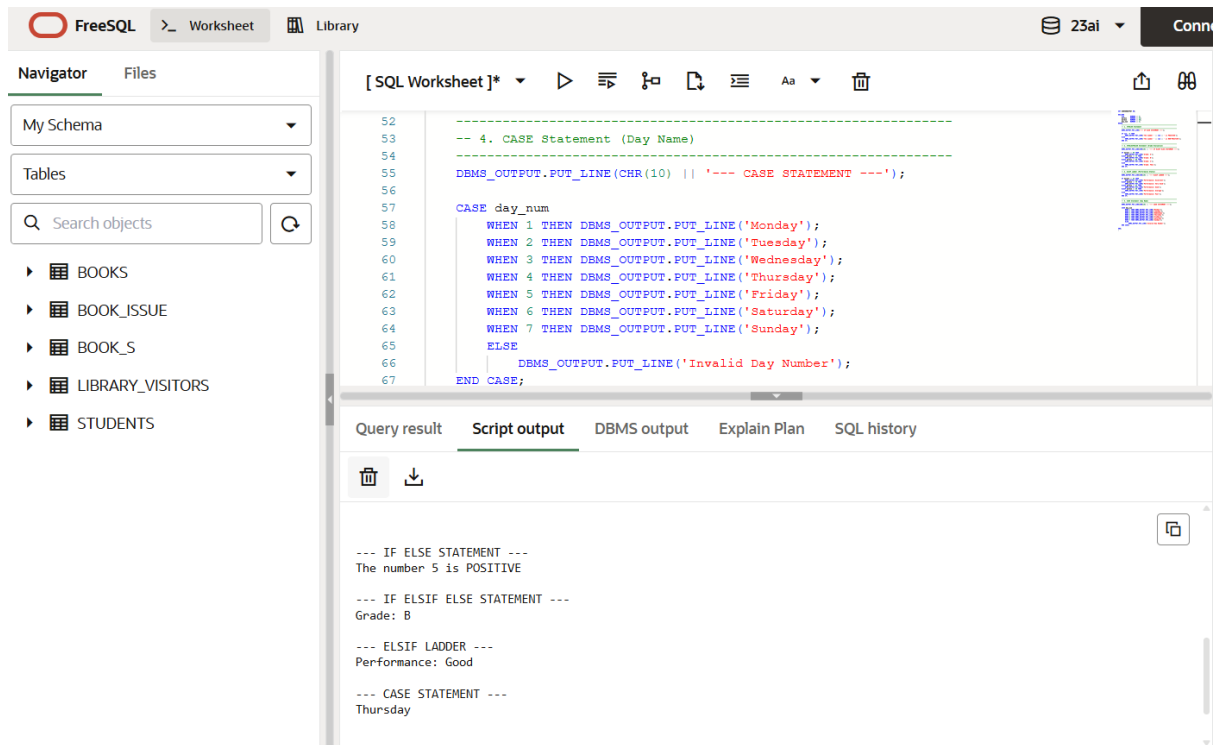 FreeSQL
Worksheet
Library
23ai
Conn
Navigator
Files
My Schema
Tables
Search objects
BOOKS
BOOK_ISSUE
BOOK_S
LIBRARY_VISITORS
STUDENTS
[ SQL Worksheet ]*
Aa
52 -------------------------------------------------------------------
53 -- 4. CASE Statement (Day Name)
54 -------------------------------------------------------------------
55 DBMS_OUTPUT.PUT_LINE(CHR(10) || '--- CASE STATEMENT ---');
56
57 CASE day_num
58 WHEN 1 THEN DBMS_OUTPUT.PUT_LINE('Monday');
59 WHEN 2 THEN DBMS_OUTPUT.PUT_LINE('Tuesday');
60 WHEN 3 THEN DBMS_OUTPUT.PUT_LINE('Wednesday');
61 WHEN 4 THEN DBMS_OUTPUT.PUT_LINE('Thursday');
62 WHEN 5 THEN DBMS_OUTPUT.PUT_LINE('Friday');
63 WHEN 6 THEN DBMS_OUTPUT.PUT_LINE('Saturday');
64 WHEN 7 THEN DBMS_OUTPUT.PUT_LINE('Sunday');
65 ELSE
66 DBMS_OUTPUT.PUT_LINE('Invalid Day Number');
67 END CASE;
Query result
Script output
DBMS output
Explain Plan
SQL history
--- IF ELSE STATEMENT ---
The number 5 is POSITIVE
--- IF ELSIF ELSE STATEMENT ---
Grade: B
--- ELSIF LADDER ---
Performance: Good
--- CASE STATEMENT ---
Thursday